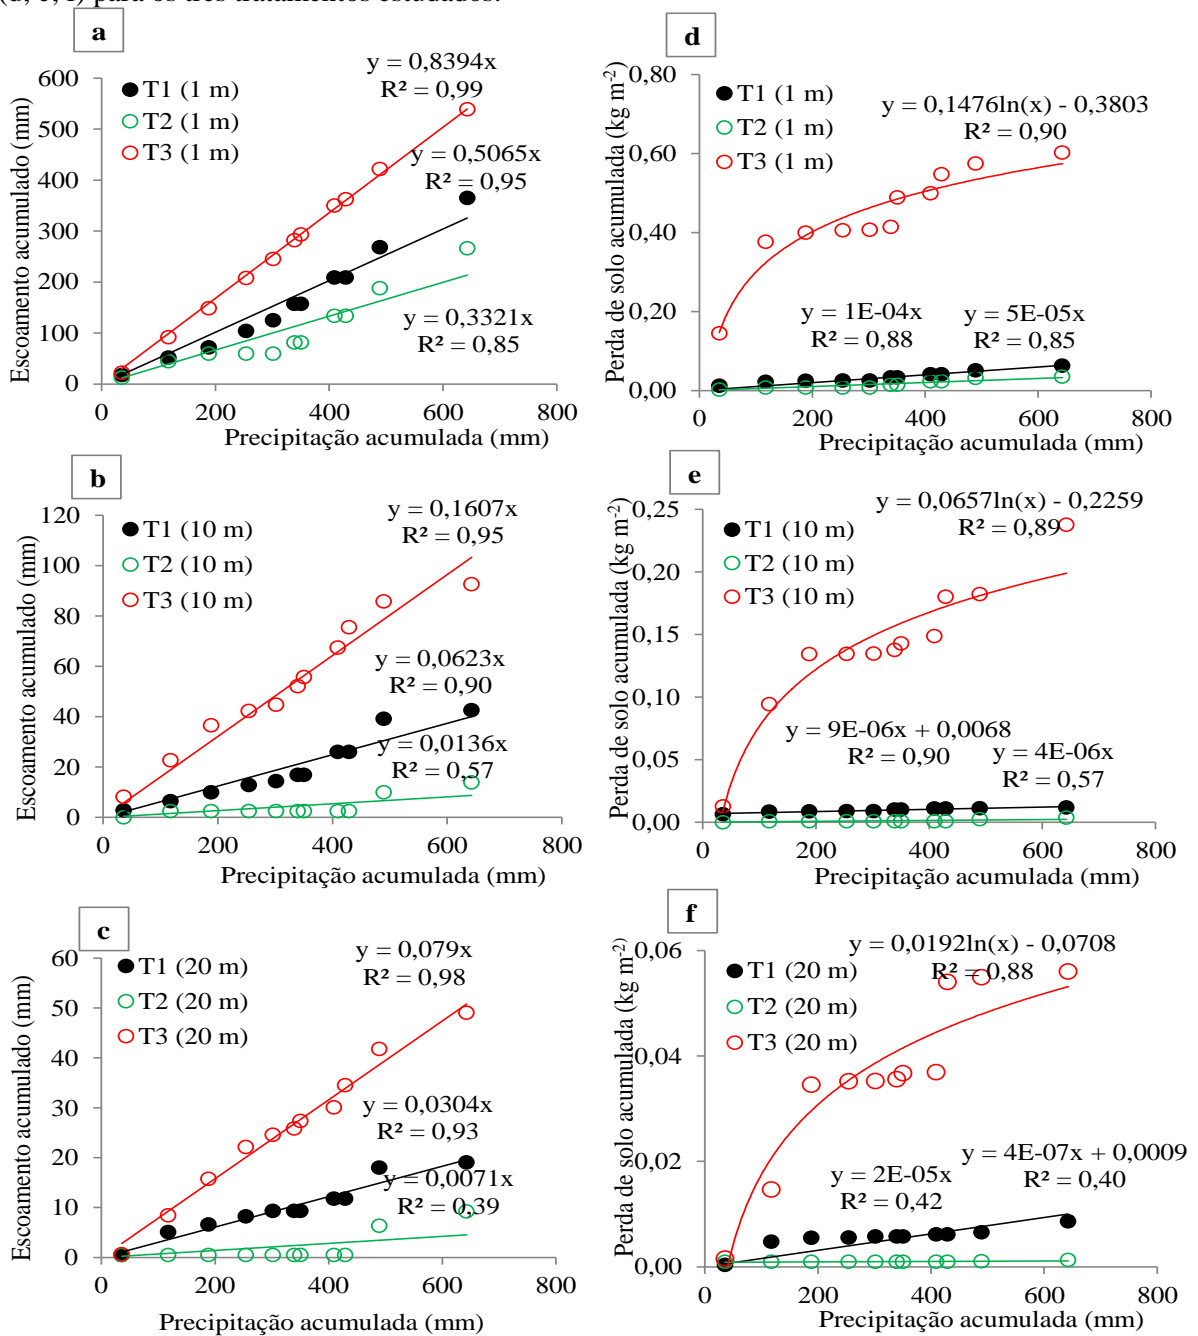 (d, e, f) para os três tratamentos estudados.
a
y = 0,8394x
R² = 0,99
600
T1 (1 m)
T2 (1 m)
T3 (1 m)
500
400
300
200
100
0
y = 0,5065x
R² = 0,95
y = 0,3321x
R² = 0,85
Escoamento acumulado (mm)
0 200 400 600 800
Precipitação acumulada (mm)
d
0,80
T1 (1 m)
T2 (1 m)
T3 (1 m)
y = 0,1476ln(x) - 0,3803
R² = 0,90
0,60
0,40
0,20
0,00
y = 1E-04x
R² = 0,88
y = 5E-05x
R² = 0,85
Perda de solo acumulada (kg m-2)
0 200 400 600 800
Precipitação acumulada (mm)
b
y = 0,1607x
R² = 0,95
120
T1 (10 m)
T2 (10 m)
T3 (10 m)
100
80
60
40
20
0
y = 0,0623x
R² = 0,90
y = 0,0136x
R² = 0,57
Escoamento acumulado (mm)
0 200 400 600 800
Precipitação acumulada (mm)
e
y = 0,0657ln(x) - 0,2259
R² = 0,89
0,25
T1 (10 m)
T2 (10 m)
T3 (10 m)
0,20
0,15
0,10
0,05
0,00
y = 9E-06x + 0,0068
R² = 0,90
y = 4E-06x
R² = 0,57
Perda de solo acumulada (kg m-2)
0 200 400 600 800
Precipitação acumulada (mm)
c
y = 0,079x
R² = 0,98
60
T1 (20 m)
T2 (20 m)
T3 (20 m)
50
40
30
20
10
0
y = 0,0304x
R² = 0,93
y = 0,0071x
R² = 0,39
Escoamento acumulado (mm)
0 200 400 600 800
Precipitação acumulada (mm)
f
y = 0,0192ln(x) - 0,0708
R² = 0,88
0,06
T1 (20 m)
T2 (20 m)
T3 (20 m)
0,04
0,02
0,00
y = 2E-05x
R² = 0,42
y = 4E-07x + 0,0009
R² = 0,40
Perda de solo acumulada (kg m-2)
0 200 400 600 800
Precipitação acumulada (mm)